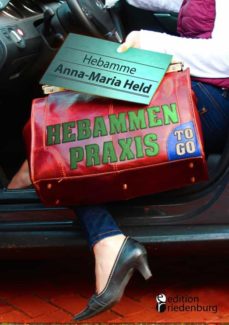 Hebamme
Anna-Maria Held
HEBAMMEN
PRAXIS
TO
GO
edition
riedenburg